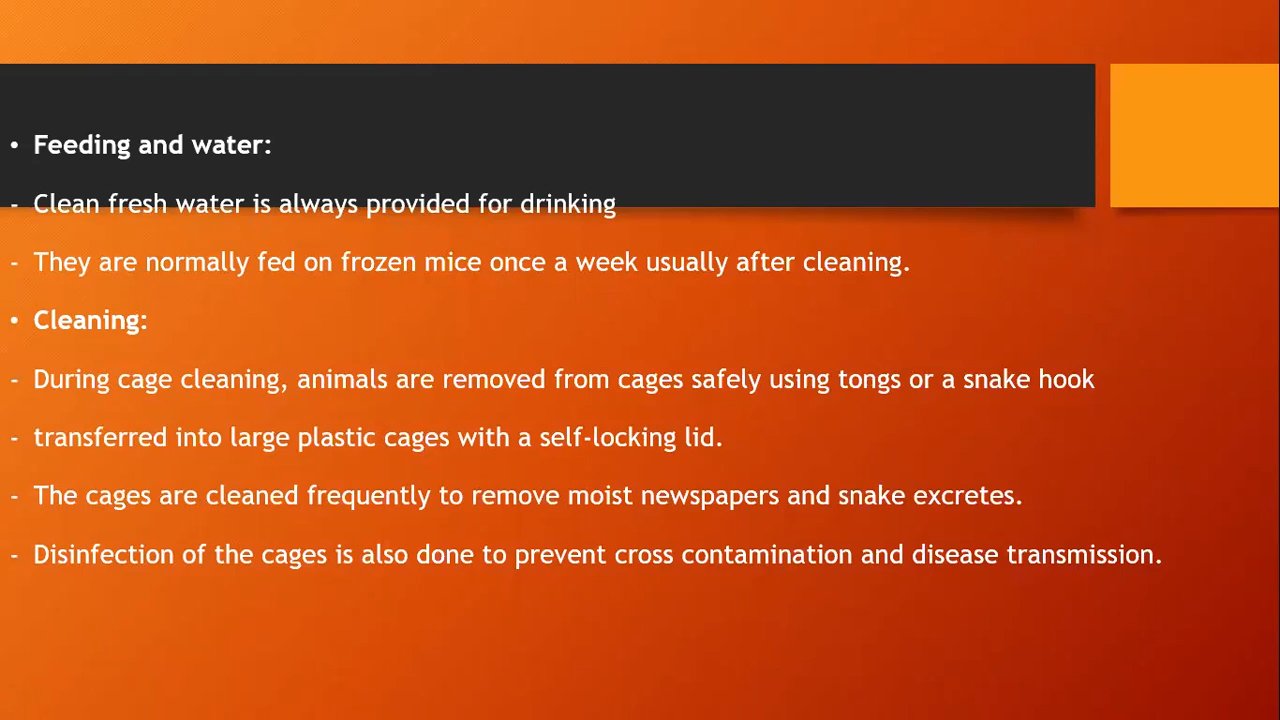 • Feeding and water:
- Clean fresh water is always provided for drinking
- They are normally fed on frozen mice once a week usually after cleaning.
• Cleaning:
- During cage cleaning, animals are removed from cages safely using tongs or a snake hook
- transferred into large plastic cages with a self-locking lid.
- The cages are cleaned frequently to remove moist newspapers and snake excretes.
- Disinfection of the cages is also done to prevent cross contamination and disease transmission.